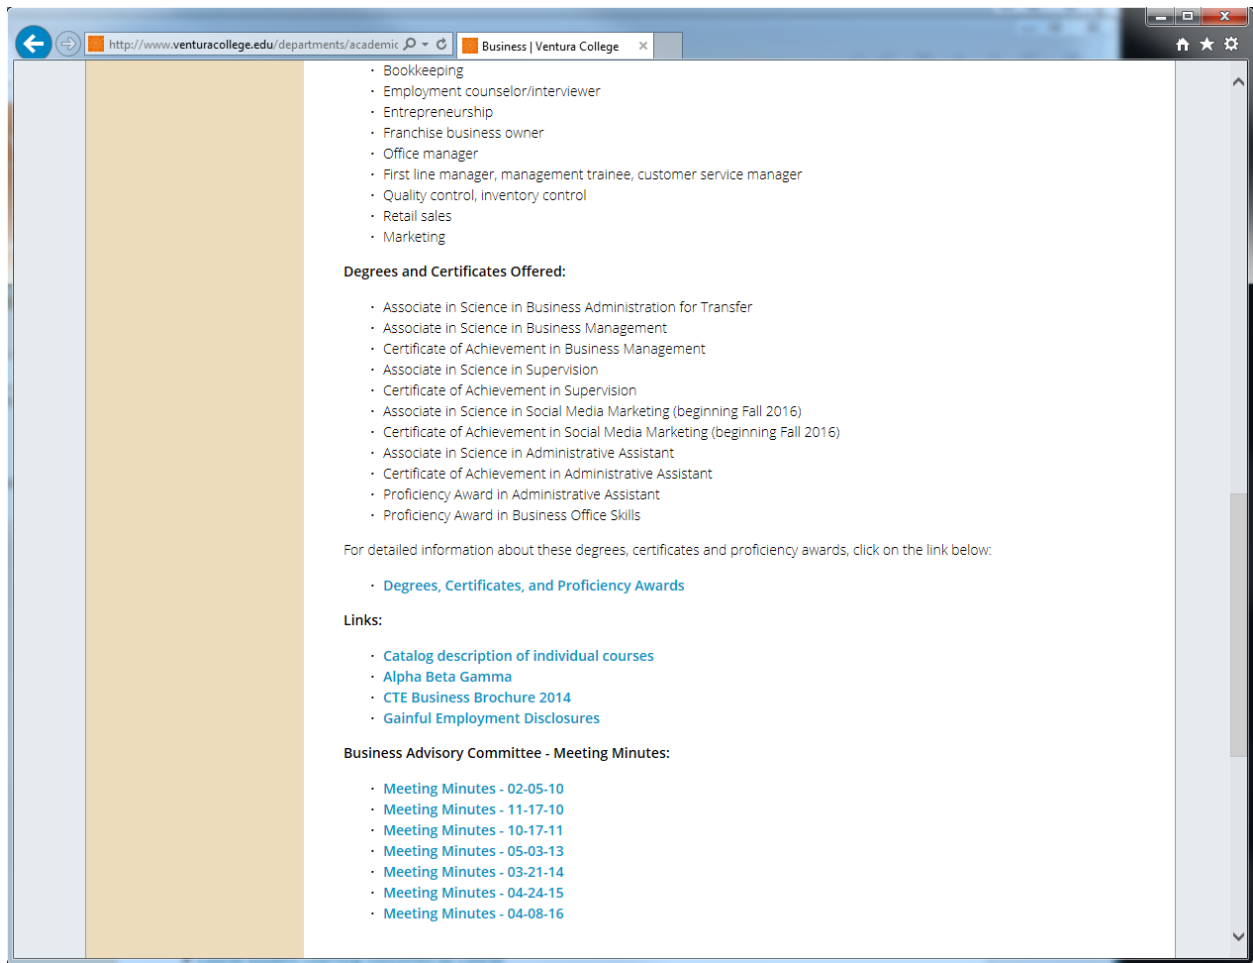 http://www.venturacollege.edu/departments/academic
Business | Ventura College
· Bookkeeping
· Employment counselor/interviewer
· Entrepreneurship
· Franchise business owner
· Office manager
· First line manager, management trainee, customer service manager
· Quality control, inventory control
· Retail sales
· Marketing
Degrees and Certificates Offered:
· Associate in Science in Business Administration for Transfer
· Associate in Science in Business Management
· Certificate of Achievement in Business Management
· Associate in Science in Supervision
· Certificate of Achievement in Supervision
· Associate in Science in Social Media Marketing (beginning Fall 2016)
· Certificate of Achievement in Social Media Marketing (beginning Fall 2016)
· Associate in Science in Administrative Assistant
· Certificate of Achievement in Administrative Assistant
· Proficiency Award in Administrative Assistant
· Proficiency Award in Business Office Skills
For detailed information about these degrees, certificates and proficiency awards, click on the link below:
· Degrees, Certificates, and Proficiency Awards
Links:
· Catalog description of individual courses
· Alpha Beta Gamma
· CTE Business Brochure 2014
· Gainful Employment Disclosures
Business Advisory Committee - Meeting Minutes:
· Meeting Minutes - 02-05-10
· Meeting Minutes - 11-17-10
· Meeting Minutes - 10-17-11
· Meeting Minutes - 05-03-13
· Meeting Minutes - 03-21-14
· Meeting Minutes - 04-24-15
· Meeting Minutes - 04-08-16